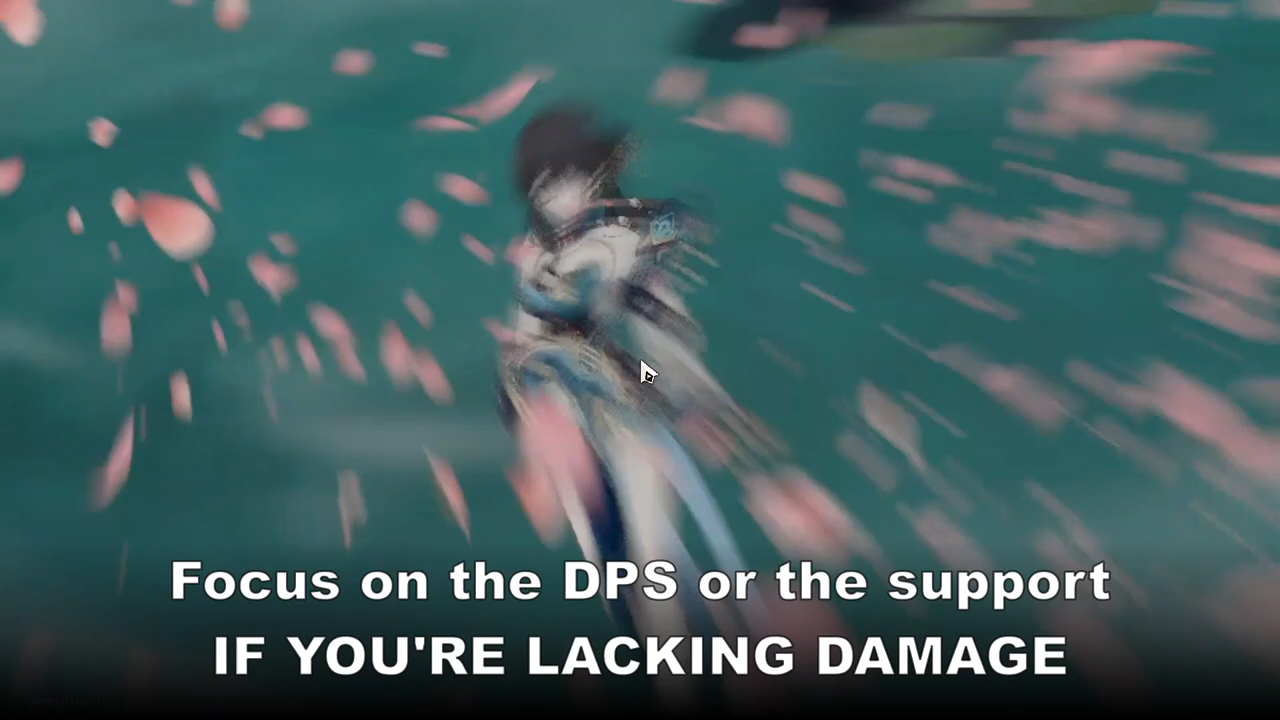 Focus on the DPS or the support
IF YOU'RE LACKING DAMAGE